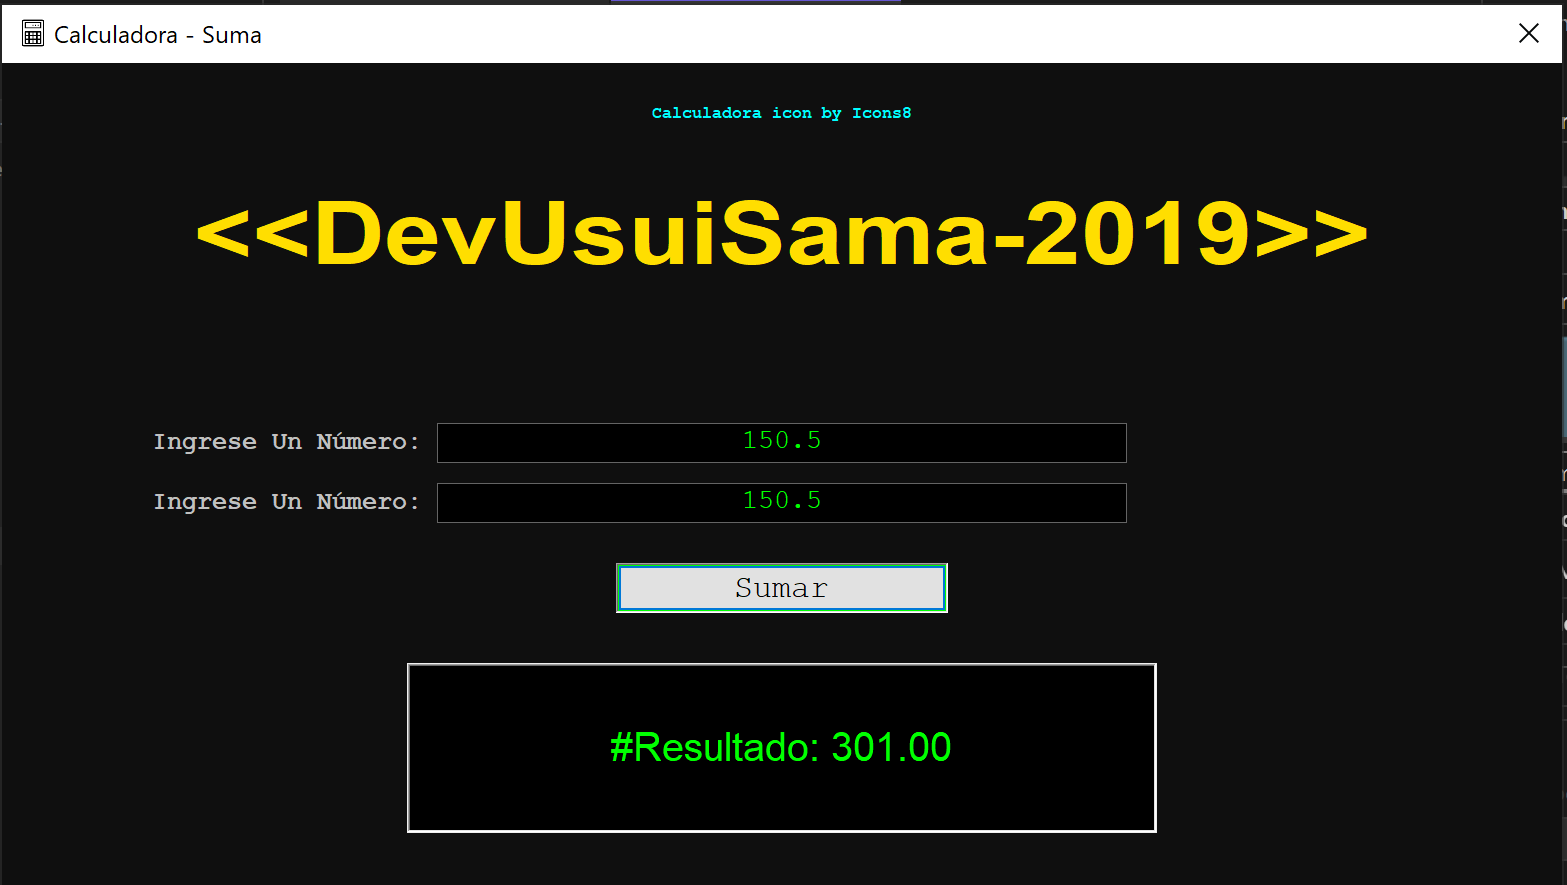 Calculadora - Suma
Calculadora icon by Icons8
<<DevUsuiSama-2019>>
Ingrese Un Número: 150.5
Ingrese Un Número: 150.5
Sumar
#Resultado: 301.00